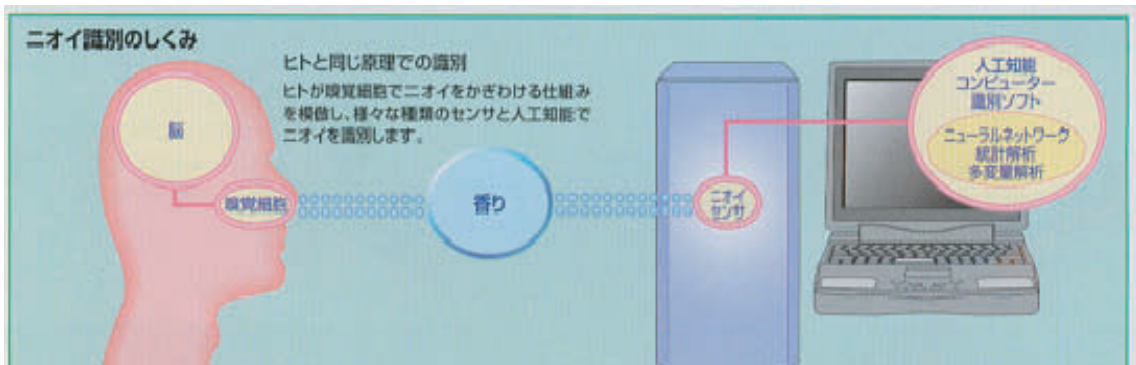 ニオイ識別のしくみ
ヒトと同じ原理での識別
ヒトが嗅覚細胞でニオイをかぎわける仕組み
を模倣し、様々な種類のセンサと人工知能で
ニオイを識別します。
脳
嗅覚細胞
香り
ニオイ
センサ
人工知能
コンピューター
識別ソフト
ニューラルネットワーク
統計解析
多変量解析